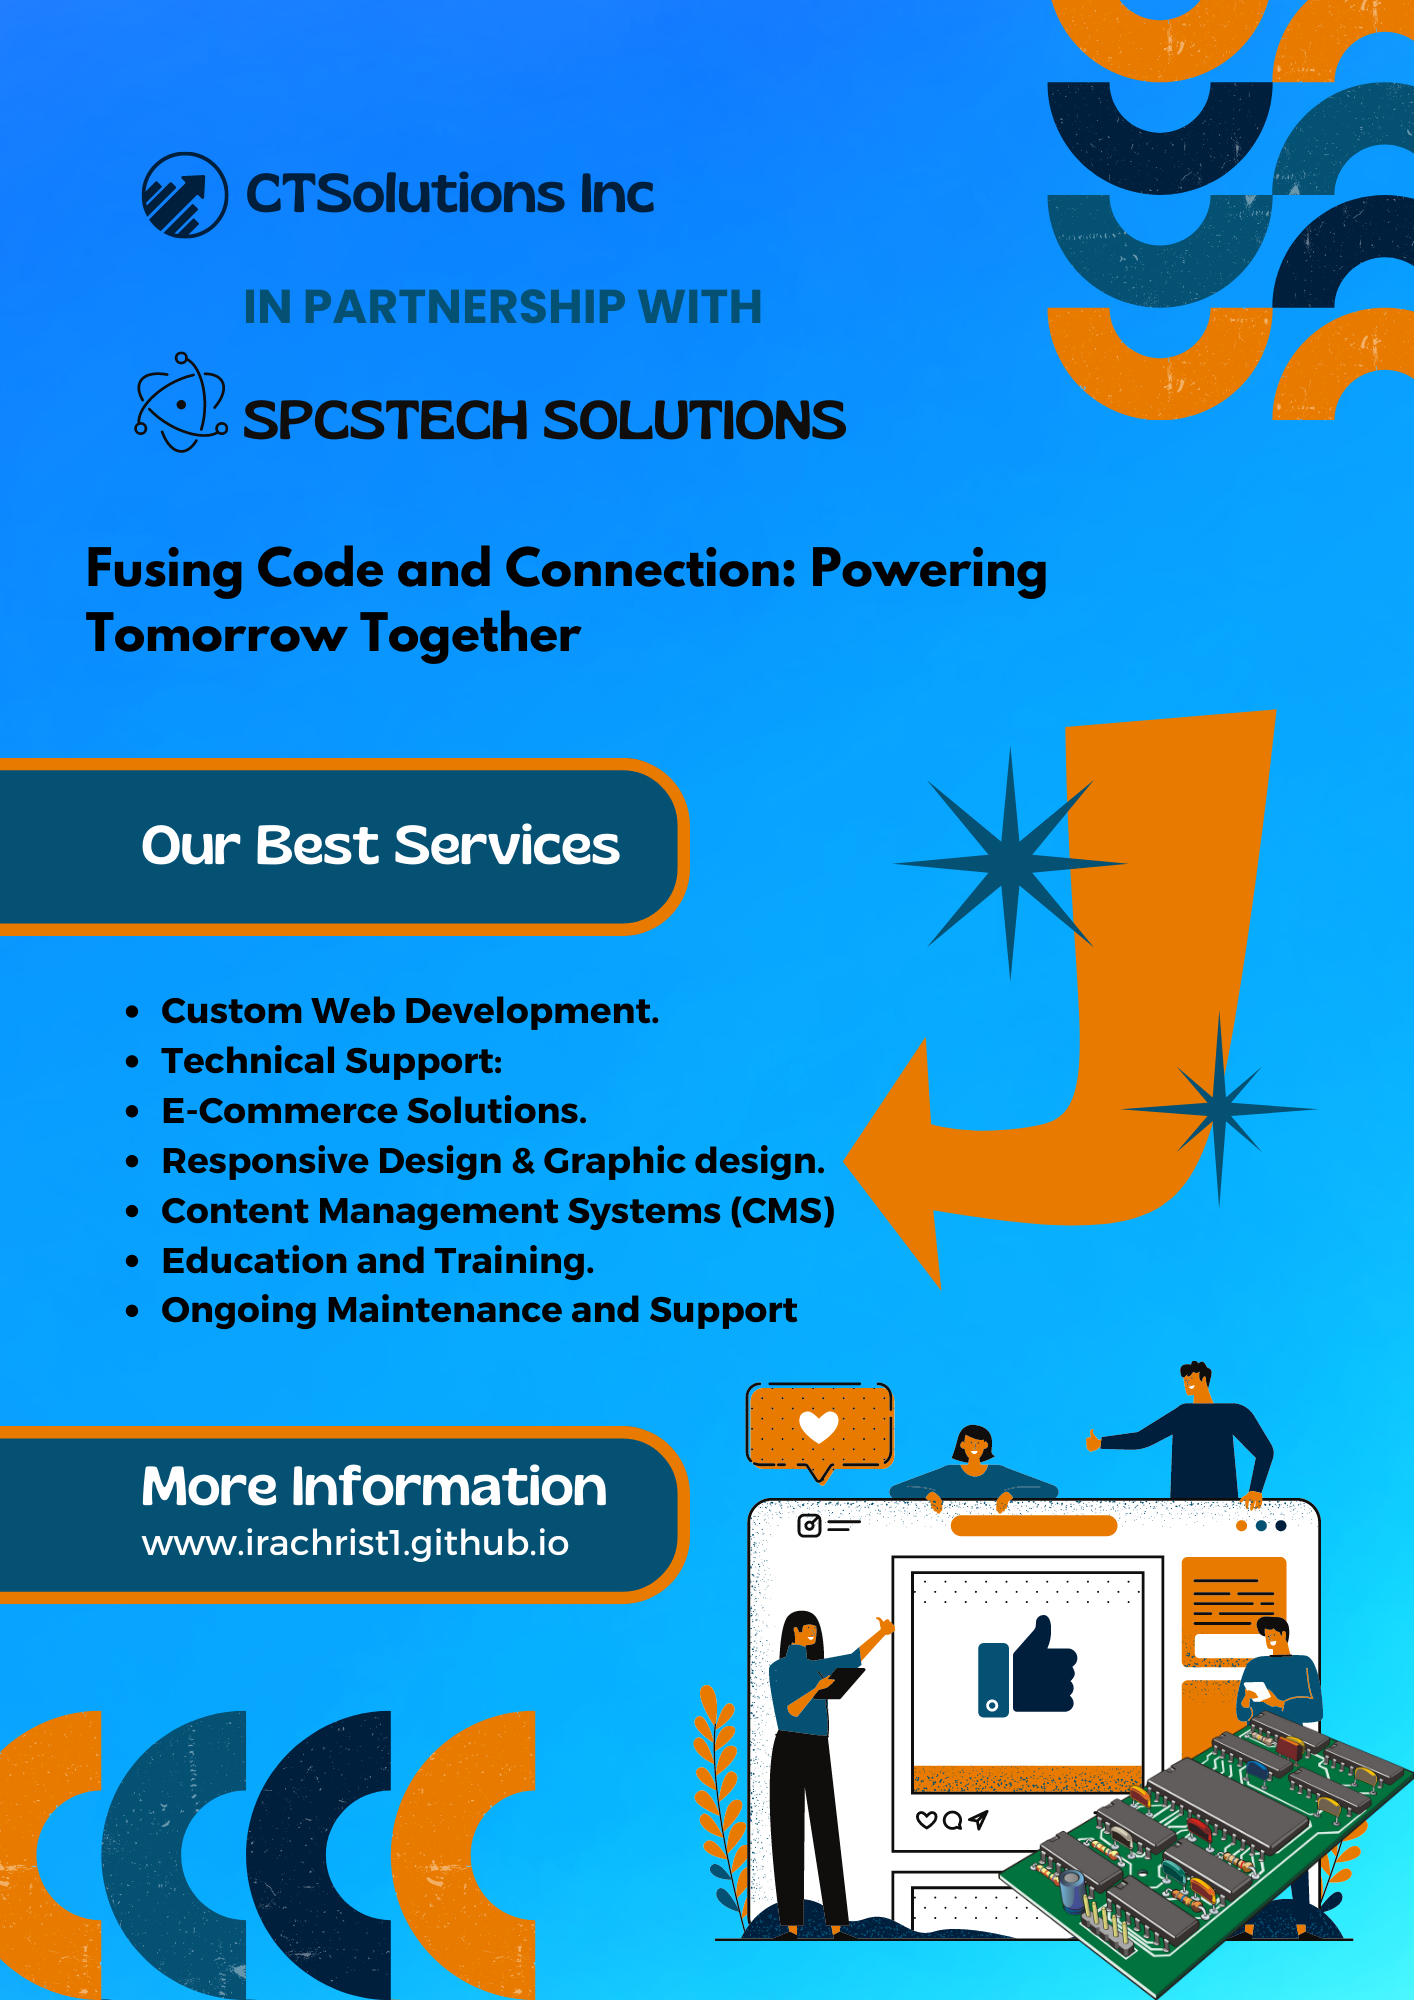 CTSolutions Inc
IN PARTNERSHIP WITH
SPCSTECH SOLUTIONS
Fusing Code and Connection: Powering
Tomorrow Together
Our Best Services
• Custom Web Development.
• Technical Support:
• E-Commerce Solutions.
• Responsive Design & Graphic design.
• Content Management Systems (CMS)
• Education and Training.
• Ongoing Maintenance and Support
More Information
www.irachrist1.github.io